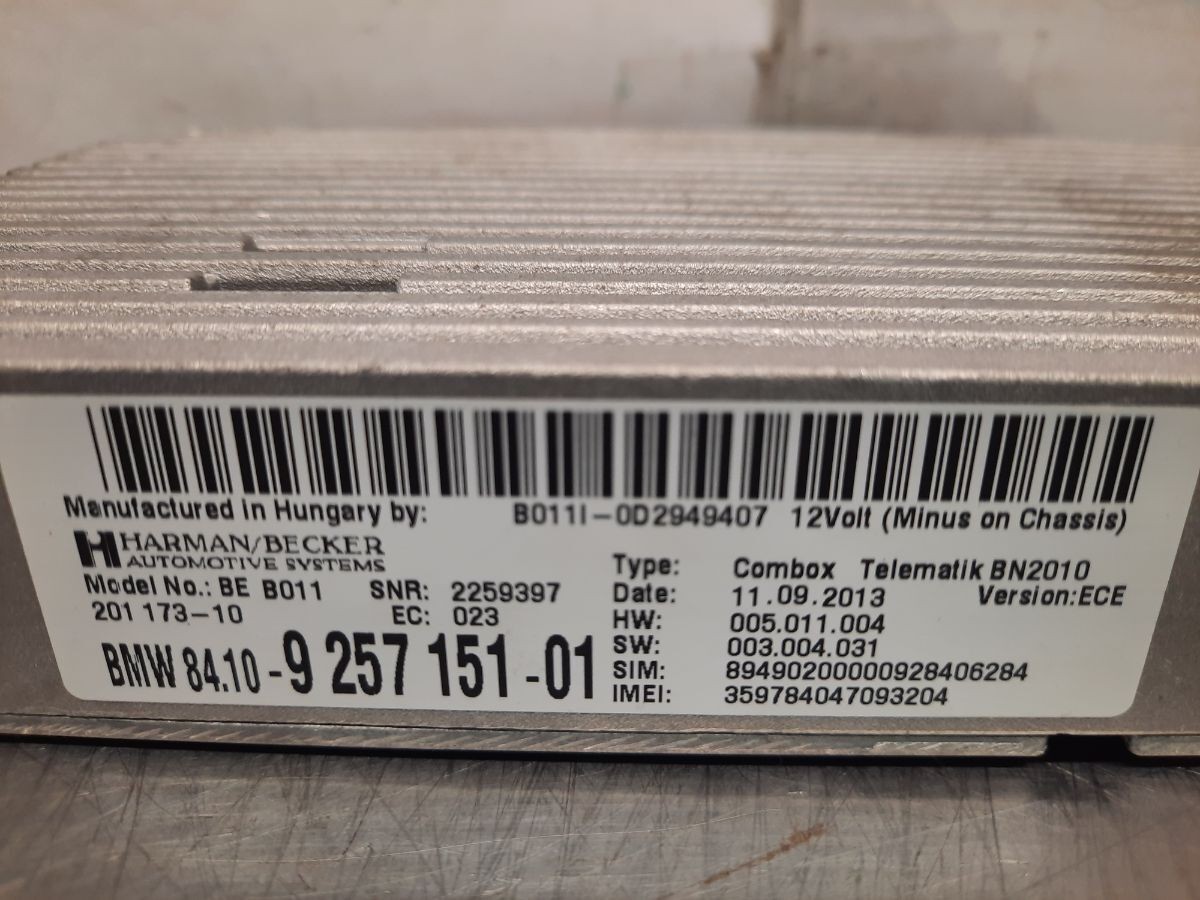 Manufactured in Hungary by: B011I-0D2949407 12Volt (Minus on Chassis)
HARMAN/BECKER
AUTOMOTIVE SYSTEMS
Model No.: BE B011 SNR: 2259397
201 173-10 EC: 023
BMW 84.10-9 257 151-01
Type: Combox Telematik BN2010
Date: 11.09.2013 Version:ECE
HW: 005.011.004
SW: 003.004.031
SIM: 89490200000928406284
IMEI: 359784047093204